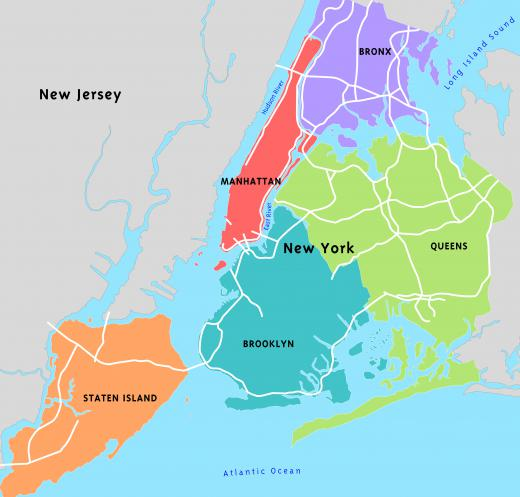 BRONX
Long Island Sound
New Jersey
Hudson River
MANHATTAN
East River
New York
QUEENS
BROOKLYN
STATEN ISLAND
Atlantic Ocean